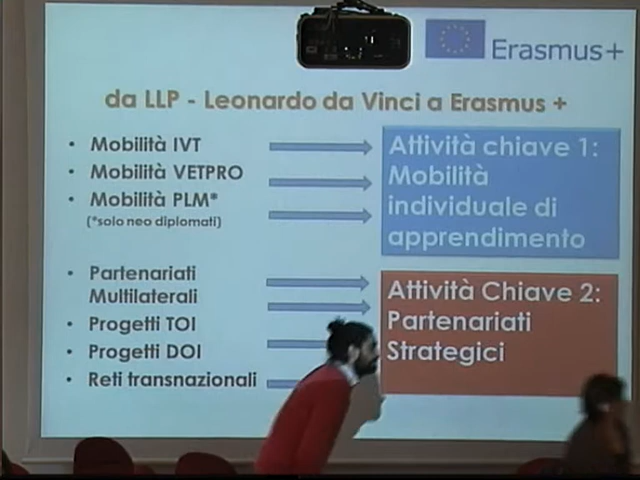 Erasmus+
da LLP - Leonardo da Vinci a Erasmus +
• Mobilità IVT
• Mobilità VETPRO
• Mobilità PLM*
(*solo neo diplomati)
Attività chiave 1:
Mobilità
individuale di
apprendimento
• Partenariati
Multilaterali
• Progetti TOI
• Progetti DOI
• Reti transnazionali
Attività Chiave 2:
Partenariati
Strategici